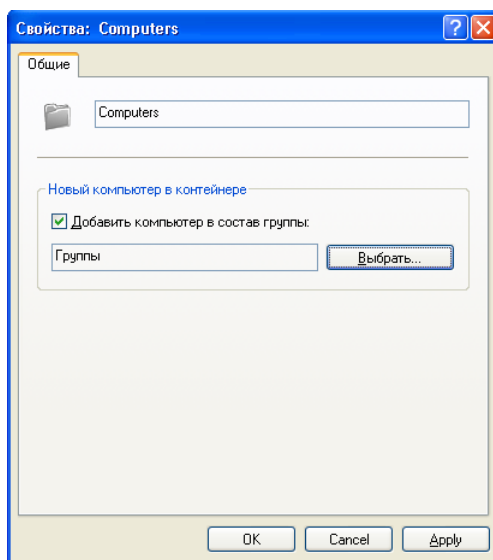 Свойства: Computers
Общие
Computers
Новый компьютер в контейнере
Добавить компьютер в состав группы:
Группы
Выбрать...
OK
Cancel
Apply